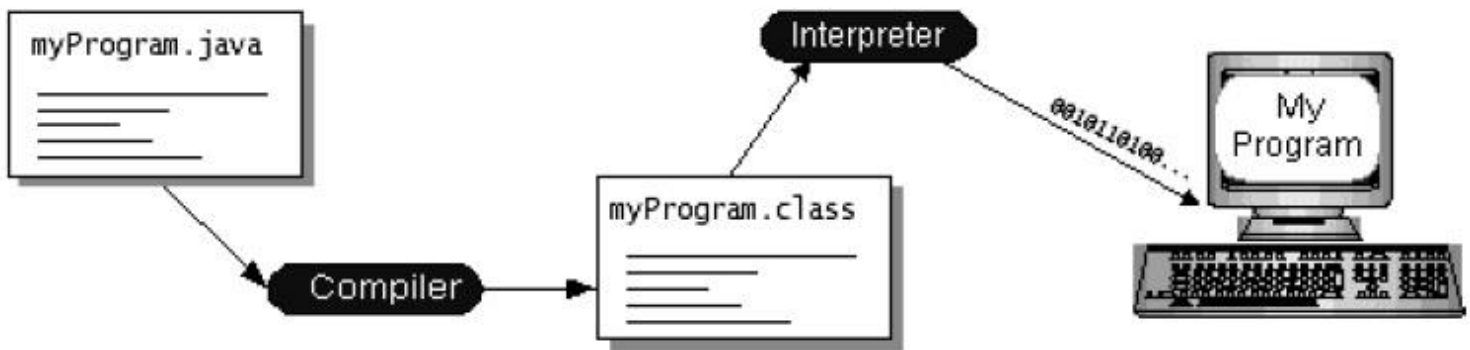 myProgram.java
Compiler
myProgram.class
Interpreter
0010110100...
My
Program